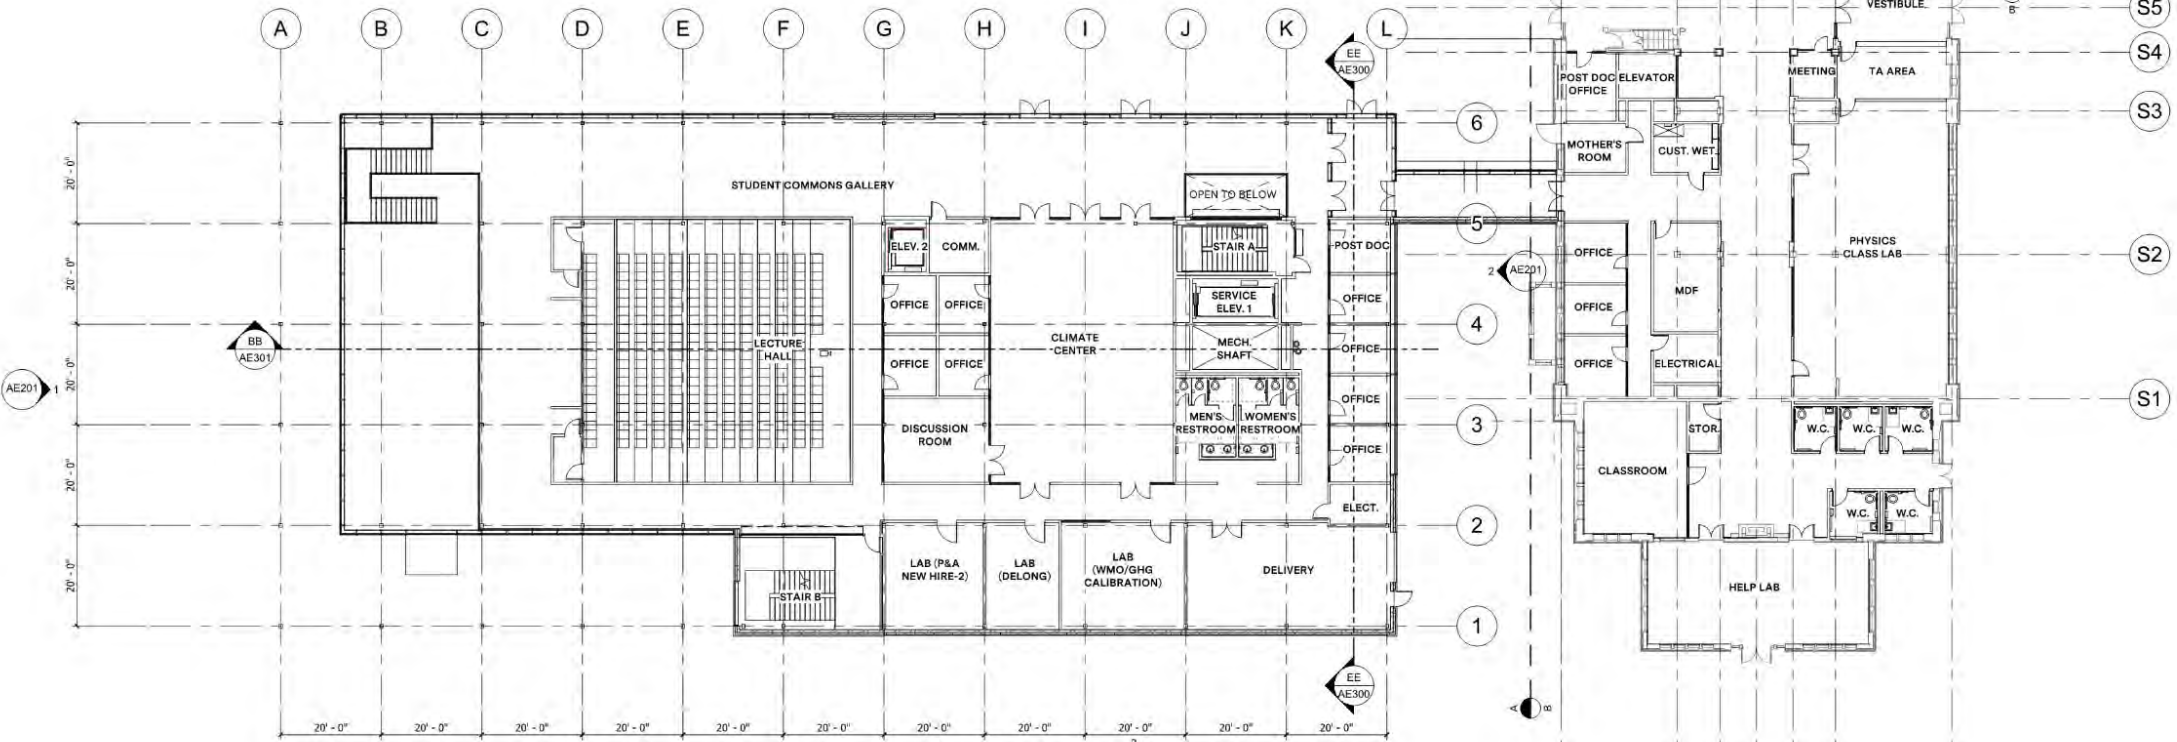 A B C D E F G H I J K L
EE
AE300
VESTIBULE
B
S5
UP
S4
POST DOC
OFFICE
ELEVATOR
MEETING
TA AREA
S3
6
MOTHER'S
ROOM
CUST. WET.
20' - 0"
STUDENT COMMONS GALLERY
OPEN TO BELOW
5
ELEV. 2
COMM.
STAIR A
POST DOC
OFFICE
PHYSICS
CLASS LAB
S2
2
AE201
20' - 0"
MDF
OFFICE
OFFICE
SERVICE
ELEV. 1
OFFICE
OFFICE
4
BB
AE301
LECTURE
HALL
CLIMATE
CENTER
MECH.
SHAFT
OFFICE
OFFICE
OFFICE
OFFICE
ELECTRICAL
AE201
1
20' - 0"
OFFICE
S1
MEN'S
RESTROOM
WOMEN'S
RESTROOM
DISCUSSION
ROOM
3
STOR.
W.C.
W.C.
W.C.
OFFICE
20' - 0"
CLASSROOM
ELECT.
W.C.
W.C.
2
LAB (P&A
NEW HIRE-2)
LAB
(DELONG)
LAB
(WMO/GHG
CALIBRATION)
DELIVERY
20' - 0"
STAIR B
HELP LAB
1
EE
AE300
A
B
20' - 0" 20' - 0" 20' - 0" 20' - 0" 20' - 0" 20' - 0" 20' - 0" 20' - 0" 20' - 0" 20' - 0" 20' - 0"